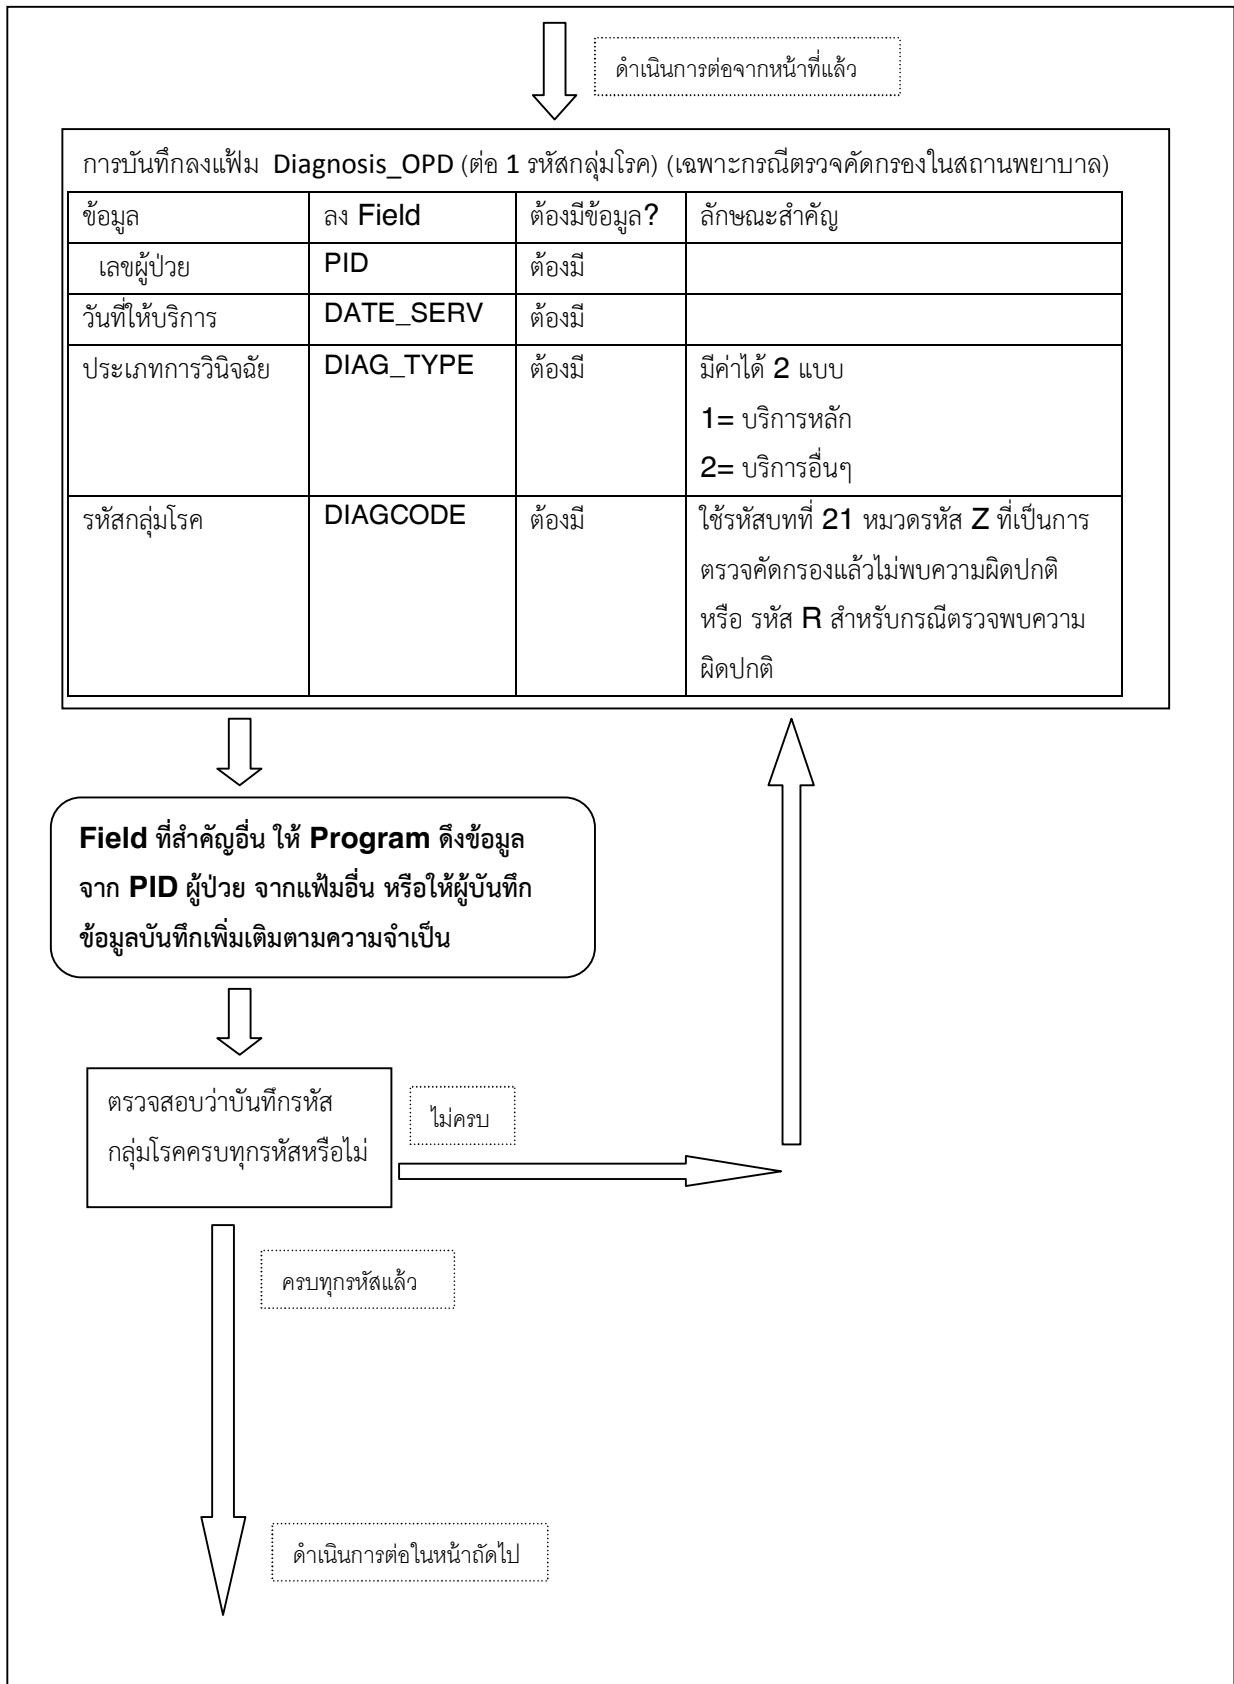 ดำเนินการต่อจากหน้าที่แล้ว
การบันทึกลงแฟ้ม Diagnosis_OPD (ต่อ 1 รหัสกลุ่มโรค) (เฉพาะกรณีตรวจคัดกรองในสถานพยาบาล)
ข้อมูล ลง Field ต้องมีข้อมูล? ลักษณะสำคัญ
เลขผู้ป่วย PID ต้องมี
วันที่ให้บริการ DATE_SERV ต้องมี
ประเภทการวินิจฉัย DIAG_TYPE ต้องมี มีค่าได้ 2 แบบ
1= บริการหลัก
2= บริการอื่นๆ
รหัสกลุ่มโรค DIAGCODE ต้องมี ใช้รหัสบทที่ 21 หมวดรหัส Z ที่เป็นการ
ตรวจคัดกรองแล้วไม่พบความผิดปกติ
หรือ รหัส R สำหรับกรณีตรวจพบความ
ผิดปกติ
Field ที่สำคัญอื่น ให้ Program ดึงข้อมูล
จาก PID ผู้ป่วย จากแฟ้มอื่น หรือให้ผู้บันทึก
ข้อมูลบันทึกเพิ่มเติมตามความจำเป็น
ตรวจสอบว่าบันทึกรหัส
กลุ่มโรคครบทุกรหัสหรือไม่
ไม่ครบ
ครบทุกรหัสแล้ว
ดำเนินการต่อในหน้าถัดไป